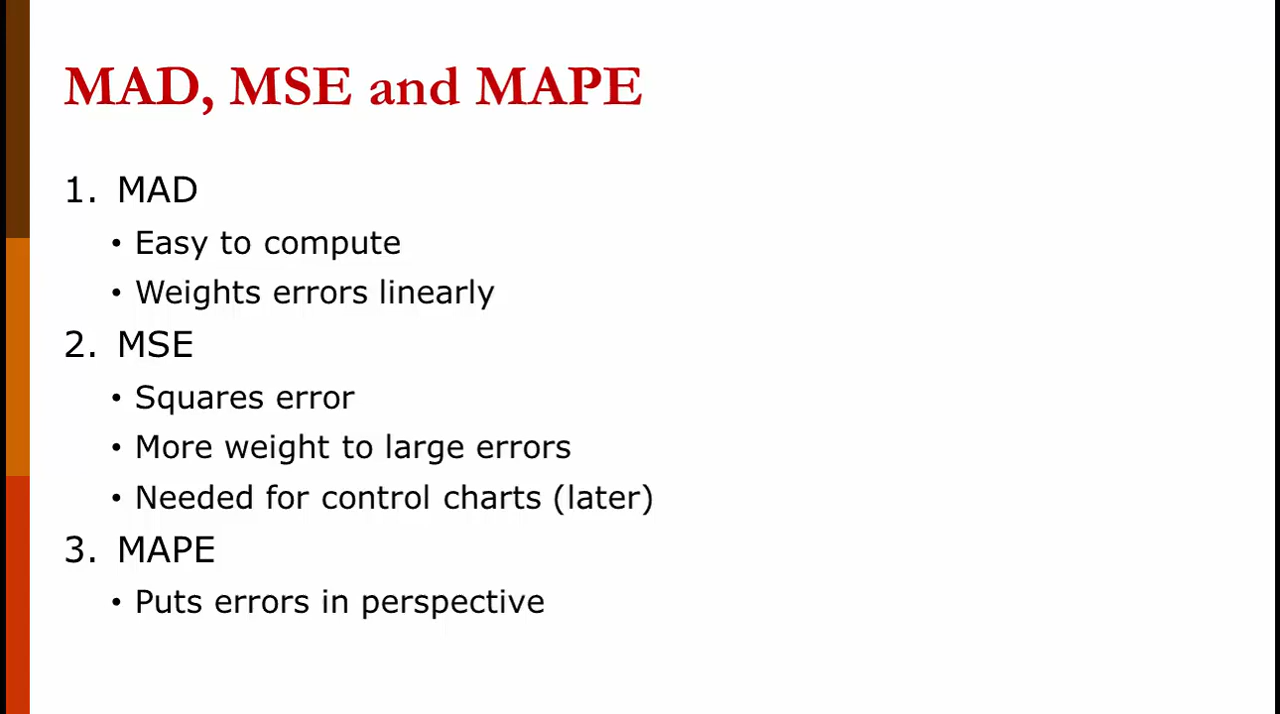 MAD, MSE and MAPE
1. MAD
• Easy to compute
• Weights errors linearly
2. MSE
• Squares error
• More weight to large errors
• Needed for control charts (later)
3. MAPE
• Puts errors in perspective